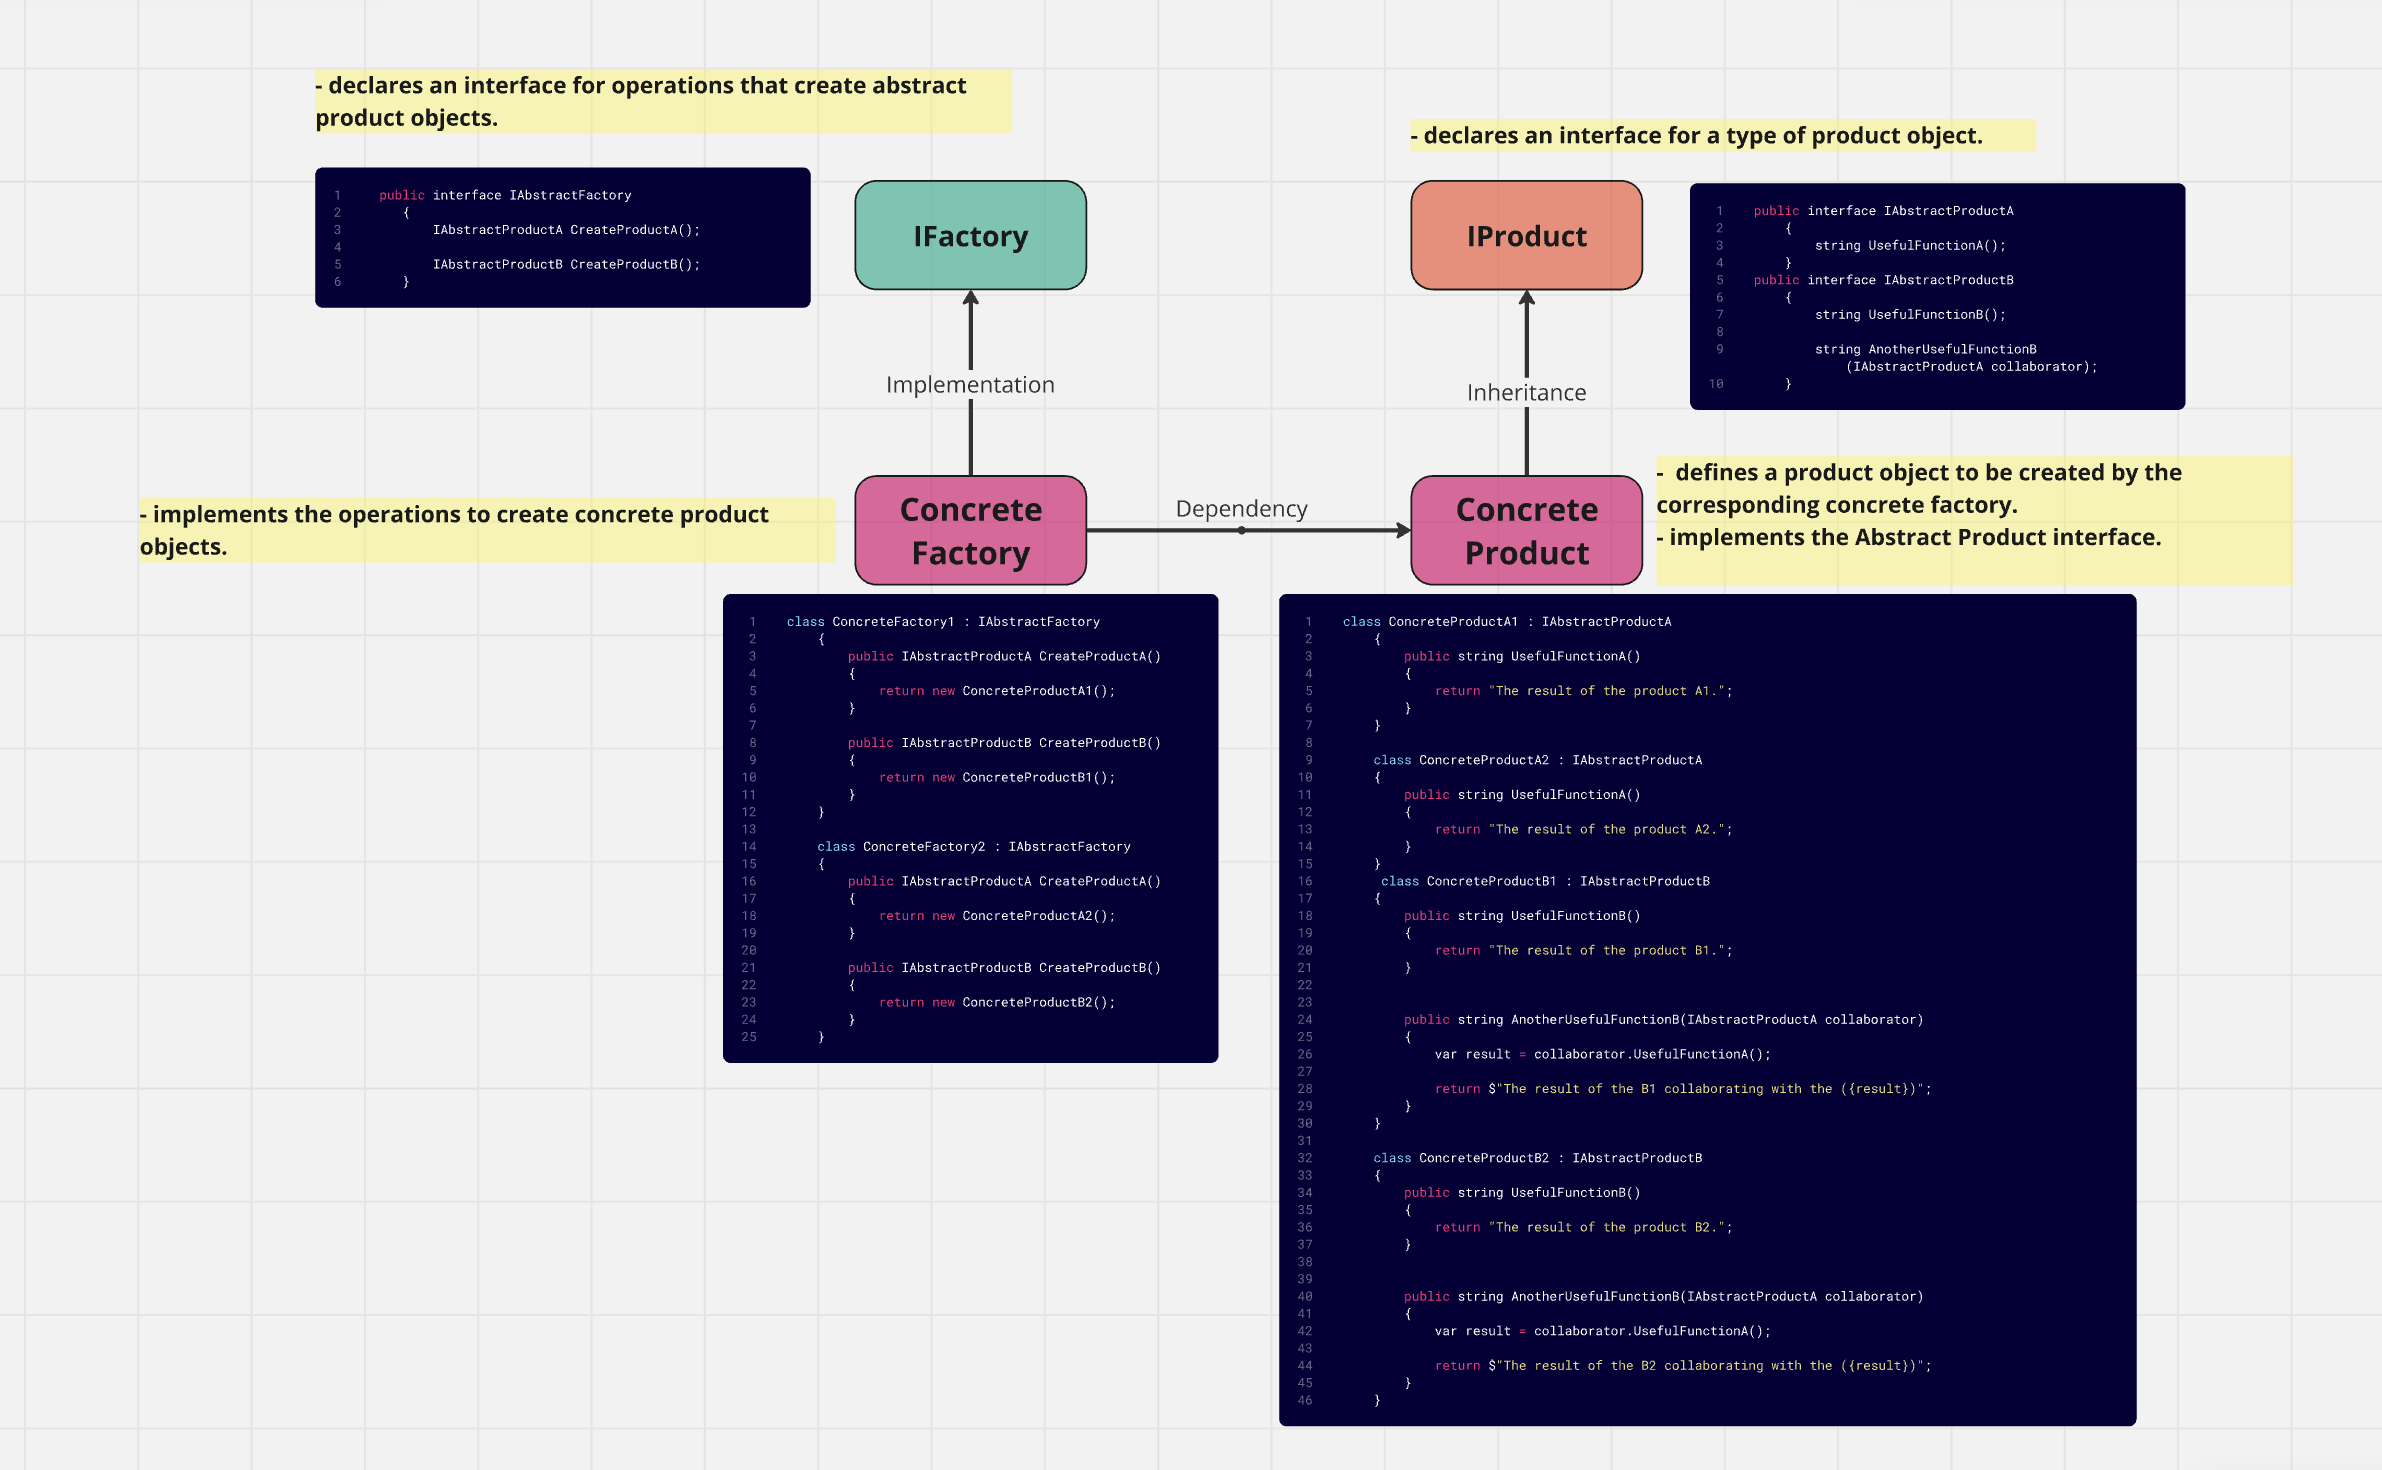 - declares an interface for operations that create abstract
product objects.
1 public interface IAbstractFactory
2 {
3 IAbstractProductA CreateProductA();
4
5 IAbstractProductB CreateProductB();
6 }
IFactory
- declares an interface for a type of product object.
IProduct
1 public interface IAbstractProductA
2 {
3 string UsefulFunctionA();
4 }
5 public interface IAbstractProductB
6 {
7 string UsefulFunctionB();
8
9 string AnotherUsefulFunctionB
(IAbstractProductA collaborator);
10 }
Implementation
Inheritance
- implements the operations to create concrete product
objects.
Concrete
Factory
Dependency
Concrete
Product
- defines a product object to be created by the
corresponding concrete factory.
- implements the Abstract Product interface.
1 class ConcreteFactory1 : IAbstractFactory
2 {
3 public IAbstractProductA CreateProductA()
4 {
5 return new ConcreteProductA1();
6 }
7
8 public IAbstractProductB CreateProductB()
9 {
10 return new ConcreteProductB1();
11 }
12 }
13
14 class ConcreteFactory2 : IAbstractFactory
15 {
16 public IAbstractProductA CreateProductA()
17 {
18 return new ConcreteProductA2();
19 }
20
21 public IAbstractProductB CreateProductB()
22 {
23 return new ConcreteProductB2();
24 }
25 }
1 class ConcreteProductA1 : IAbstractProductA
2 {
3 public string UsefulFunctionA()
4 {
5 return "The result of the product A1.";
6 }
7 }
8
9 class ConcreteProductA2 : IAbstractProductA
10 {
11 public string UsefulFunctionA()
12 {
13 return "The result of the product A2.";
14 }
15 }
16 class ConcreteProductB1 : IAbstractProductB
17 {
18 public string UsefulFunctionB()
19 {
20 return "The result of the product B1.";
21 }
22
23
24 public string AnotherUsefulFunctionB(IAbstractProductA collaborator)
25 {
26 var result = collaborator.UsefulFunctionA();
27
28 return $"The result of the B1 collaborating with the ({result})";
29 }
30 }
31
32 class ConcreteProductB2 : IAbstractProductB
33 {
34 public string UsefulFunctionB()
35 {
36 return "The result of the product B2.";
37 }
38
39
40 public string AnotherUsefulFunctionB(IAbstractProductA collaborator)
41 {
42 var result = collaborator.UsefulFunctionA();
43
44 return $"The result of the B2 collaborating with the ({result})";
45 }
46 }